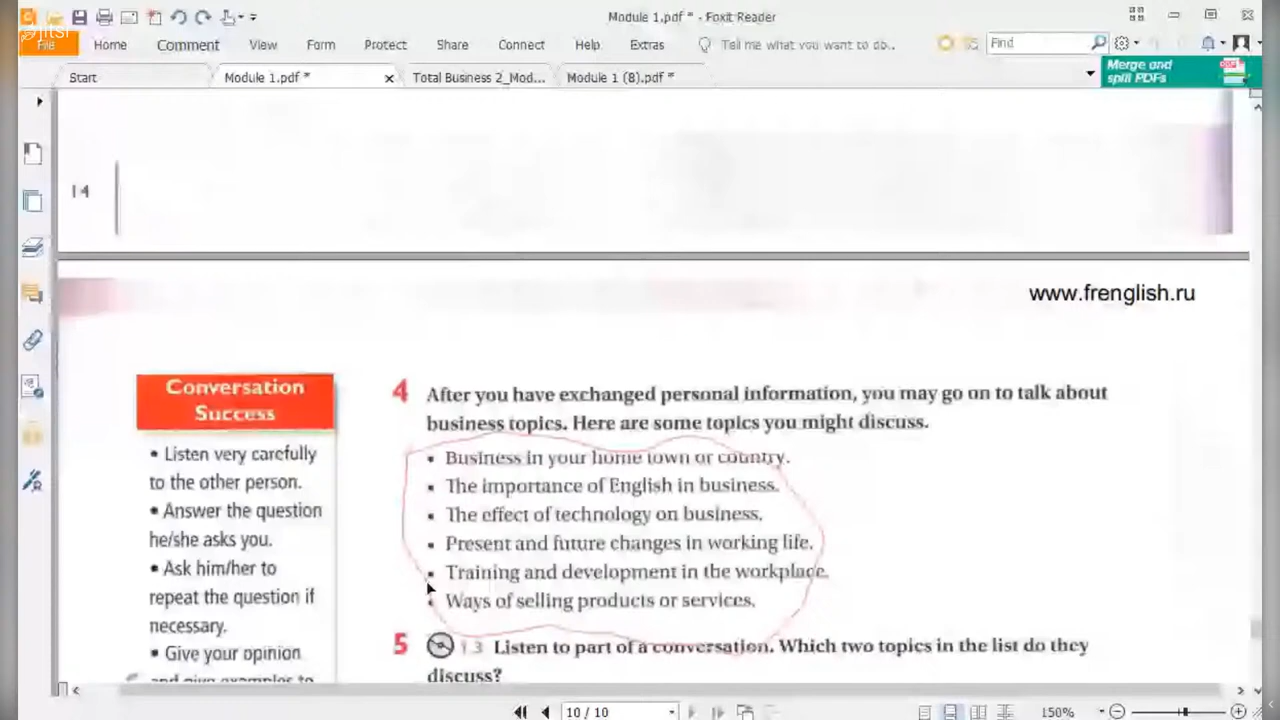 Module 1.pdf * - Foxit Reader
Jitsi
File Home Comment View Form Protect Share Connect Help Extras Tell me what you want to do.. Find
Start Module 1.pdf * Total Business 2_Mod... Module 1 (8).pdf * Merge and
split PDFs
14
www.frenglish.ru
Conversation
Success
• Listen very carefully
to the other person.
• Answer the question
he/she asks you.
• Ask him/her to
repeat the question if
necessary.
• Give your opinion
and give examples to
4 After you have exchanged personal information, you may go on to talk about
business topics. Here are some topics you might discuss.
• Business in your home town or country.
• The importance of English in business.
• The effect of technology on business.
• Present and future changes in working life.
• Training and development in the workplace.
• Ways of selling products or services.
5 1.3 Listen to part of a conversation. Which two topics in the list do they
discuss?
10 / 10 150%